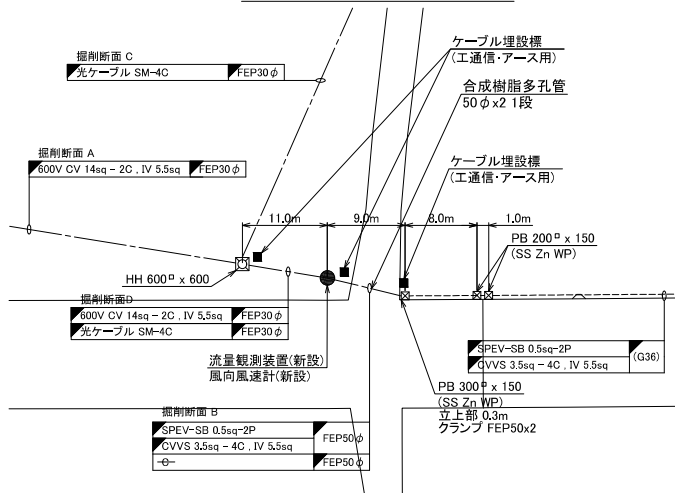 掘削断面 C
光ケーブル SM-4C FEP30φ
ケーブル埋設標
(エ通信・アース用)
合成樹脂多孔管
50φx2 1段
掘削断面 A
600V CV 14sq - 2C , IV 5.5sq FEP30φ
ケーブル埋設標
(エ通信・アース用)
11.0m 9.0m 8.0m 1.0m
PB 200□ x 150
(SS Zn WP)
HH 600□ x 600
掘削断面D
600V CV 14sq - 2C , IV 5.5sq FEP30φ
光ケーブル SM-4C FEP30φ
流量観測装置(新設)
風向風速計(新設)
SPEV-SB 0.5sq-2P
CVVS 3.5sq - 4C , IV 5.5sq
(G36)
PB 300□ x 150
(SS Zn WP)
立上部 0.3m
クランプ FEP50x2
掘削断面 B
SPEV-SB 0.5sq-2P
CVVS 3.5sq - 4C , IV 5.5sq
FEP50φ
FEP50φ